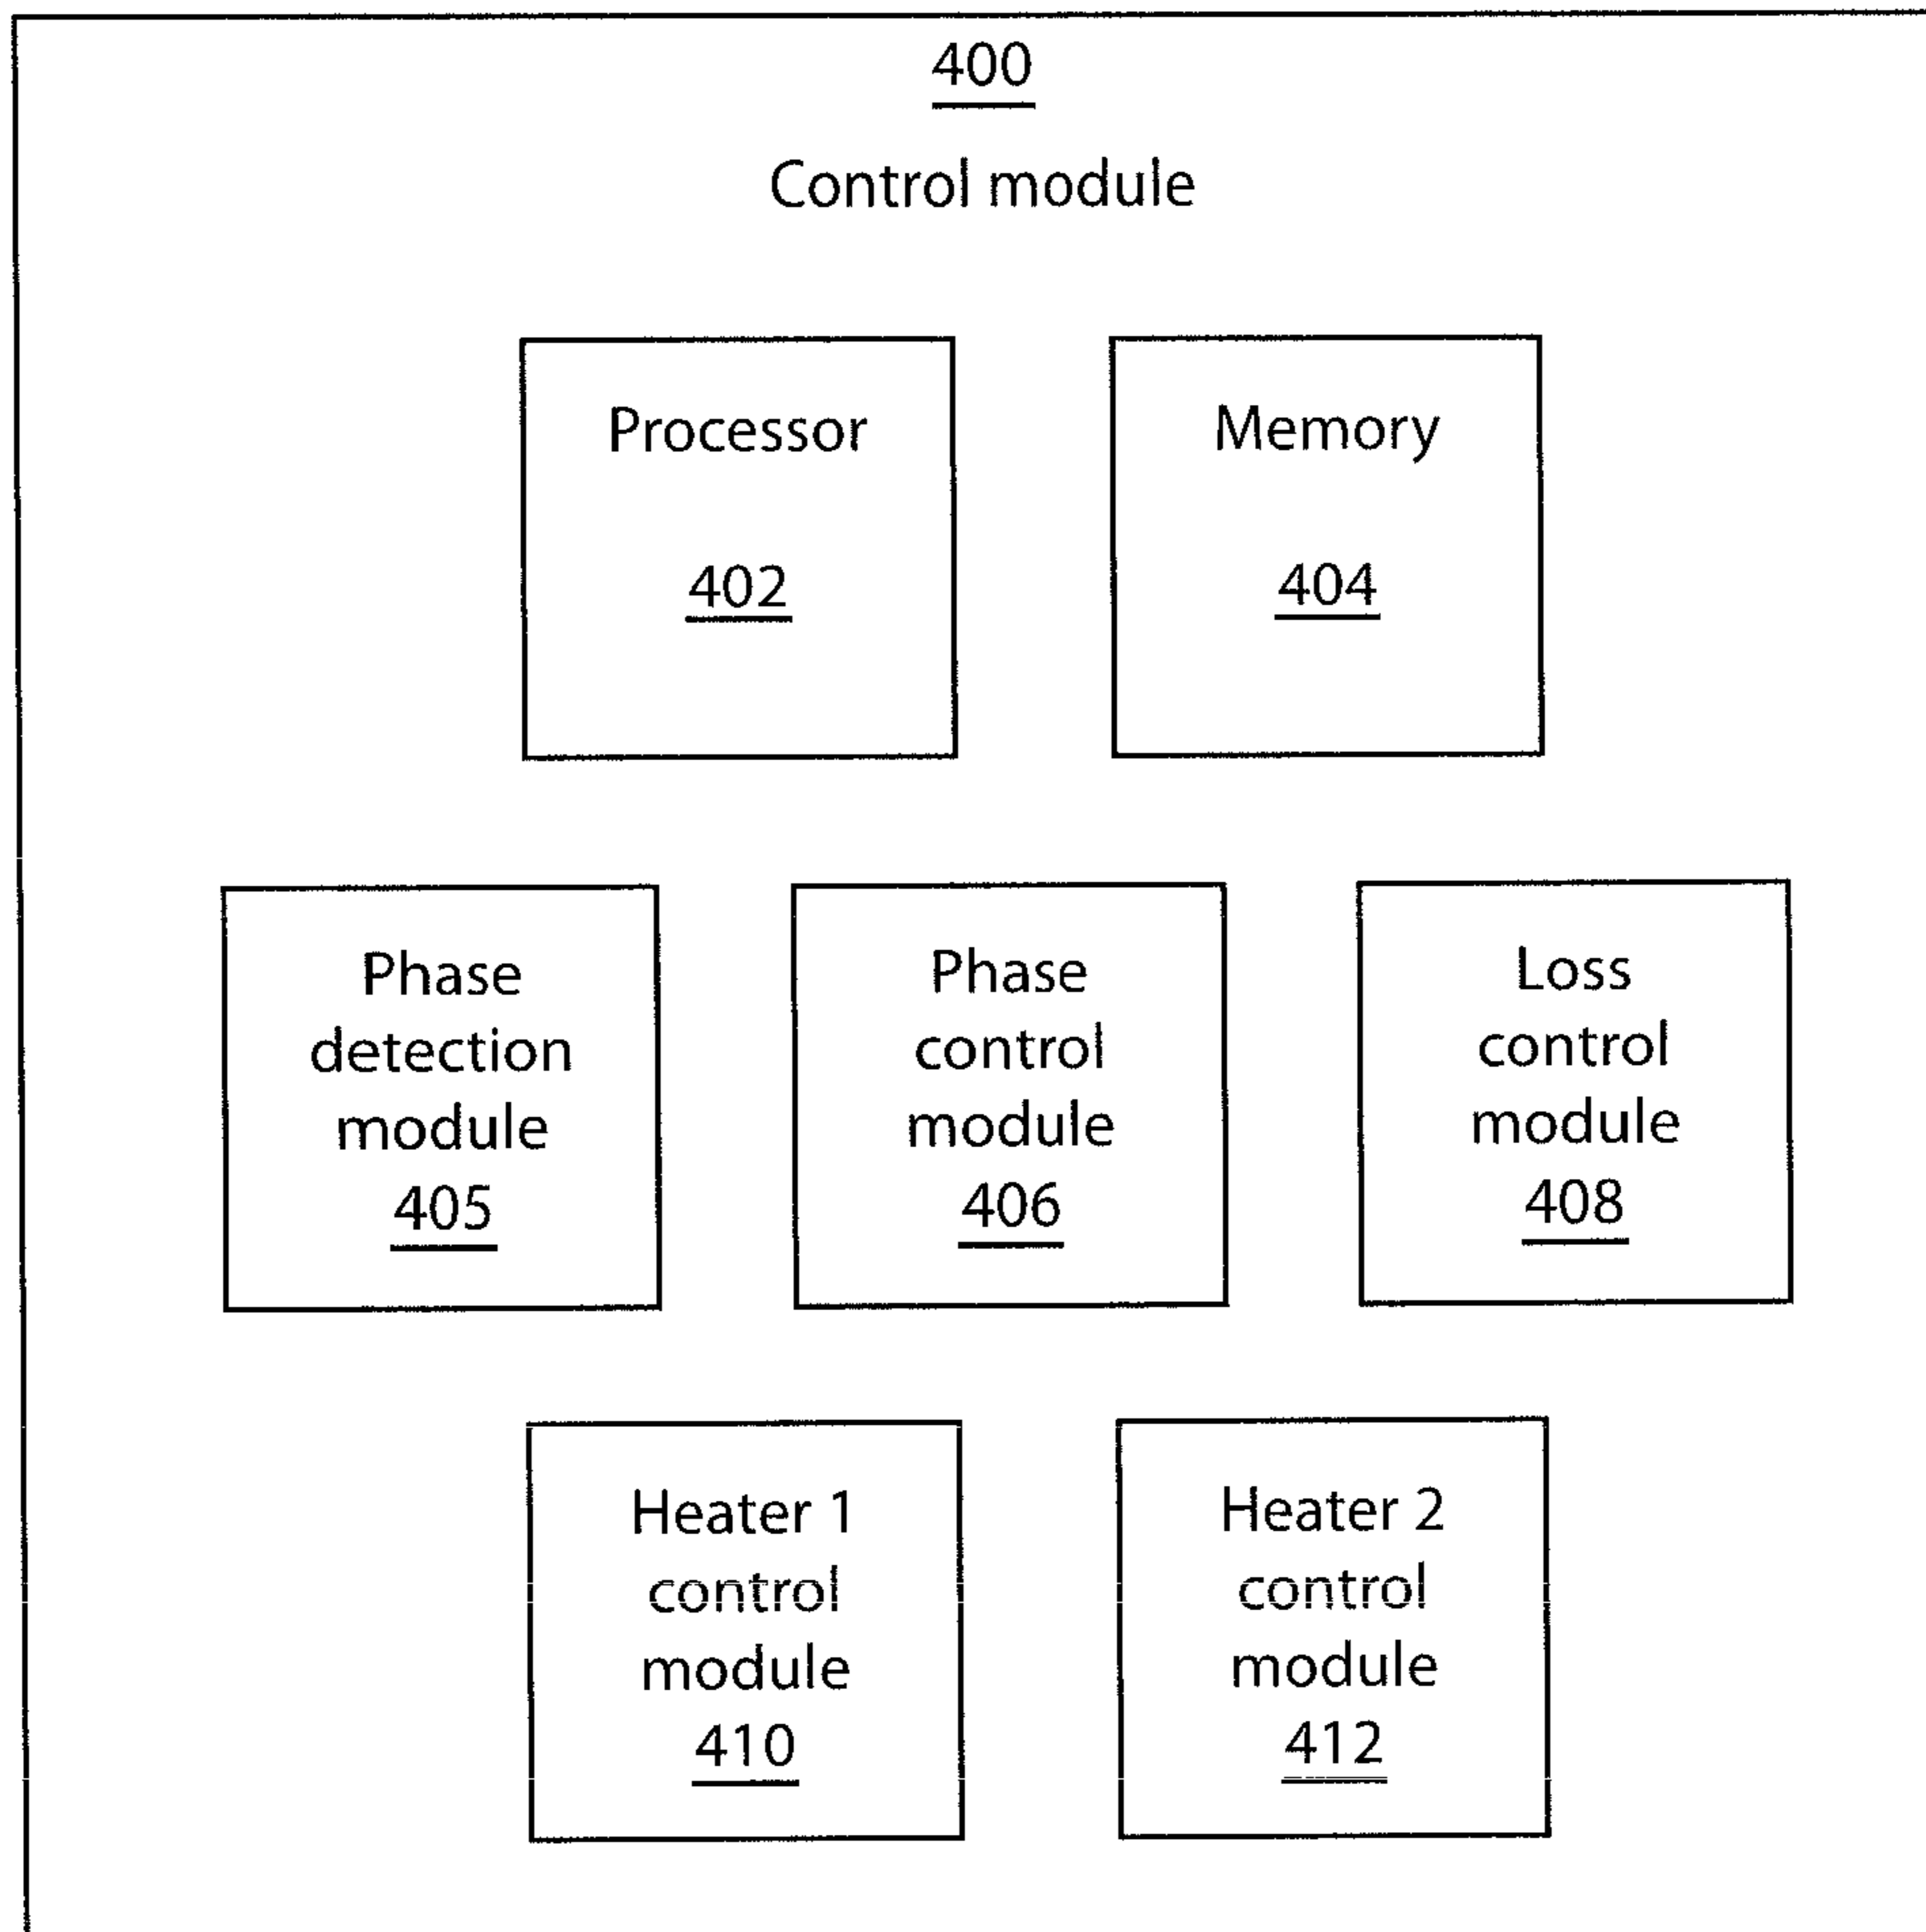 400
Control module
Processor
402
Memory
404
Phase
detection
module
405
Phase
control
module
406
Loss
control
module
408
Heater 1
control
module
410
Heater 2
control
module
412